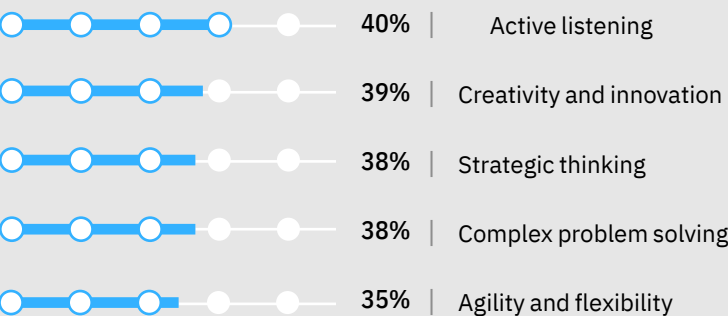 40% | Active listening
39% | Creativity and innovation
38% | Strategic thinking
38% | Complex problem solving
35% | Agility and flexibility